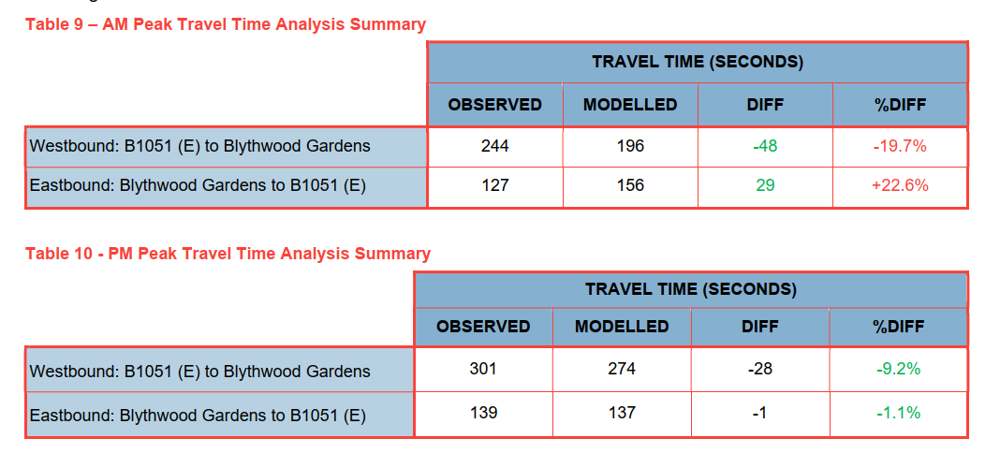 Table 9 – AM Peak Travel Time Analysis Summary
TRAVEL TIME (SECONDS)
OBSERVED MODELLED DIFF %DIFF
Westbound: B1051 (E) to Blythwood Gardens 244 196 -48 -19.7%
Eastbound: Blythwood Gardens to B1051 (E) 127 156 29 +22.6%
Table 10 - PM Peak Travel Time Analysis Summary
TRAVEL TIME (SECONDS)
OBSERVED MODELLED DIFF %DIFF
Westbound: B1051 (E) to Blythwood Gardens 301 274 -28 -9.2%
Eastbound: Blythwood Gardens to B1051 (E) 139 137 -1 -1.1%